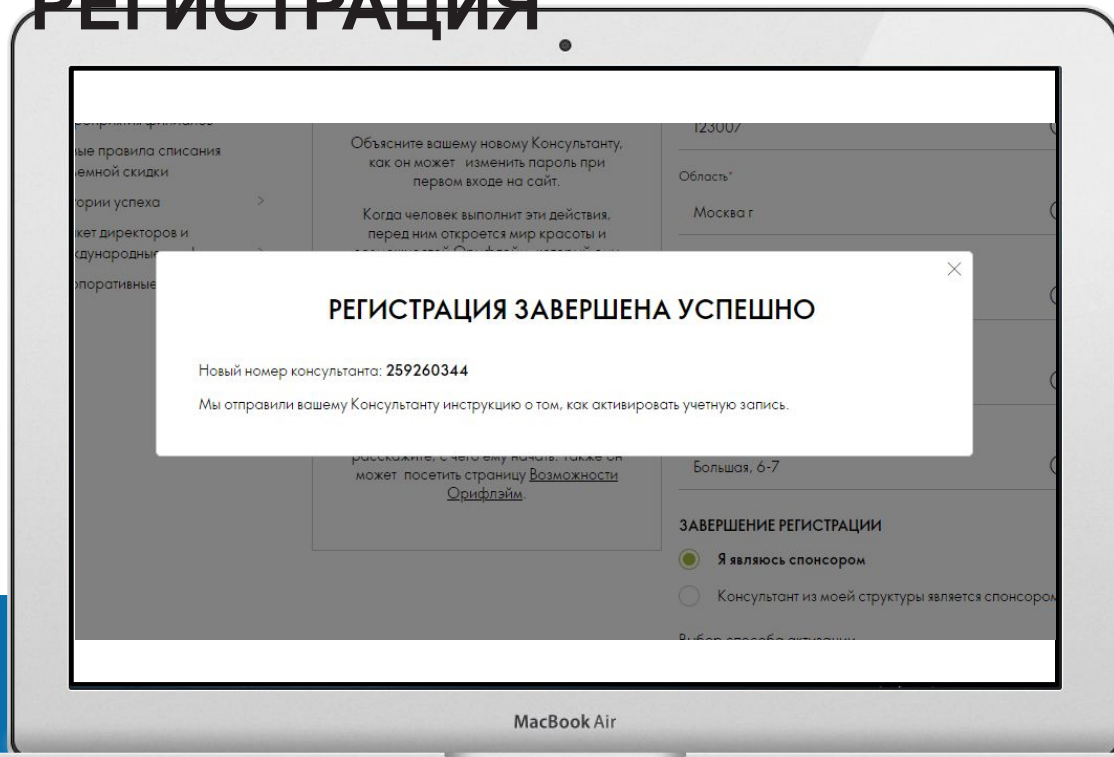 РЕГИСТРАЦИЯ
ые правила списания
емной скидки
ории успеха
кет директоров и
ждународные
рпоративные
Объясните вашему новому Консультанту,
как он может изменить пароль при
первом входе на сайт.
Когда человек выполнит эти действия,
перед ним откроется мир красоты и
123007
Область*
Москва г
РЕГИСТРАЦИЯ ЗАВЕРШЕНА УСПЕШНО
Новый номер консультанта: 259260344
Мы отправили вашему Консультанту инструкцию о том, как активировать учетную запись.
расскажите, с чего ему начать. Также он
может посетить страницу Возможности
Орифлэйм.
Большая, 6-7
ЗАВЕРШЕНИЕ РЕГИСТРАЦИИ
Я являюсь спонсором
Консультант из моей структуры является спонсором
MacBook Air